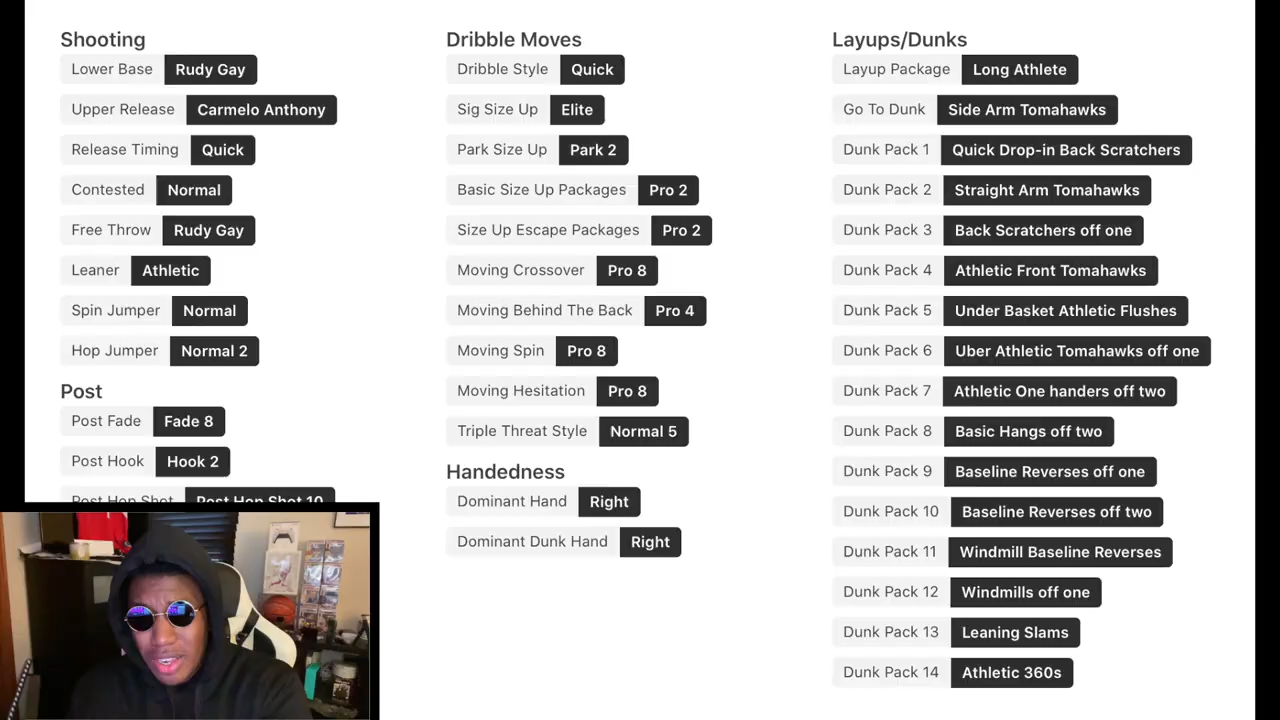 Shooting
Lower Base Rudy Gay
Upper Release Carmelo Anthony
Release Timing Quick
Contested Normal
Free Throw Rudy Gay
Leaner Athletic
Spin Jumper Normal
Hop Jumper Normal 2
Post
Post Fade Fade 8
Post Hook Hook 2
Post Hop Shot Post Hop Shot 10
Dribble Moves
Dribble Style Quick
Sig Size Up Elite
Park Size Up Park 2
Basic Size Up Packages Pro 2
Size Up Escape Packages Pro 2
Moving Crossover Pro 8
Moving Behind The Back Pro 4
Moving Spin Pro 8
Moving Hesitation Pro 8
Triple Threat Style Normal 5
Handedness
Dominant Hand Right
Dominant Dunk Hand Right
Layups/Dunks
Layup Package Long Athlete
Go To Dunk Side Arm Tomahawks
Dunk Pack 1 Quick Drop-in Back Scratchers
Dunk Pack 2 Straight Arm Tomahawks
Dunk Pack 3 Back Scratchers off one
Dunk Pack 4 Athletic Front Tomahawks
Dunk Pack 5 Under Basket Athletic Flushes
Dunk Pack 6 Uber Athletic Tomahawks off one
Dunk Pack 7 Athletic One handers off two
Dunk Pack 8 Basic Hangs off two
Dunk Pack 9 Baseline Reverses off one
Dunk Pack 10 Baseline Reverses off two
Dunk Pack 11 Windmill Baseline Reverses
Dunk Pack 12 Windmills off one
Dunk Pack 13 Leaning Slams
Dunk Pack 14 Athletic 360s